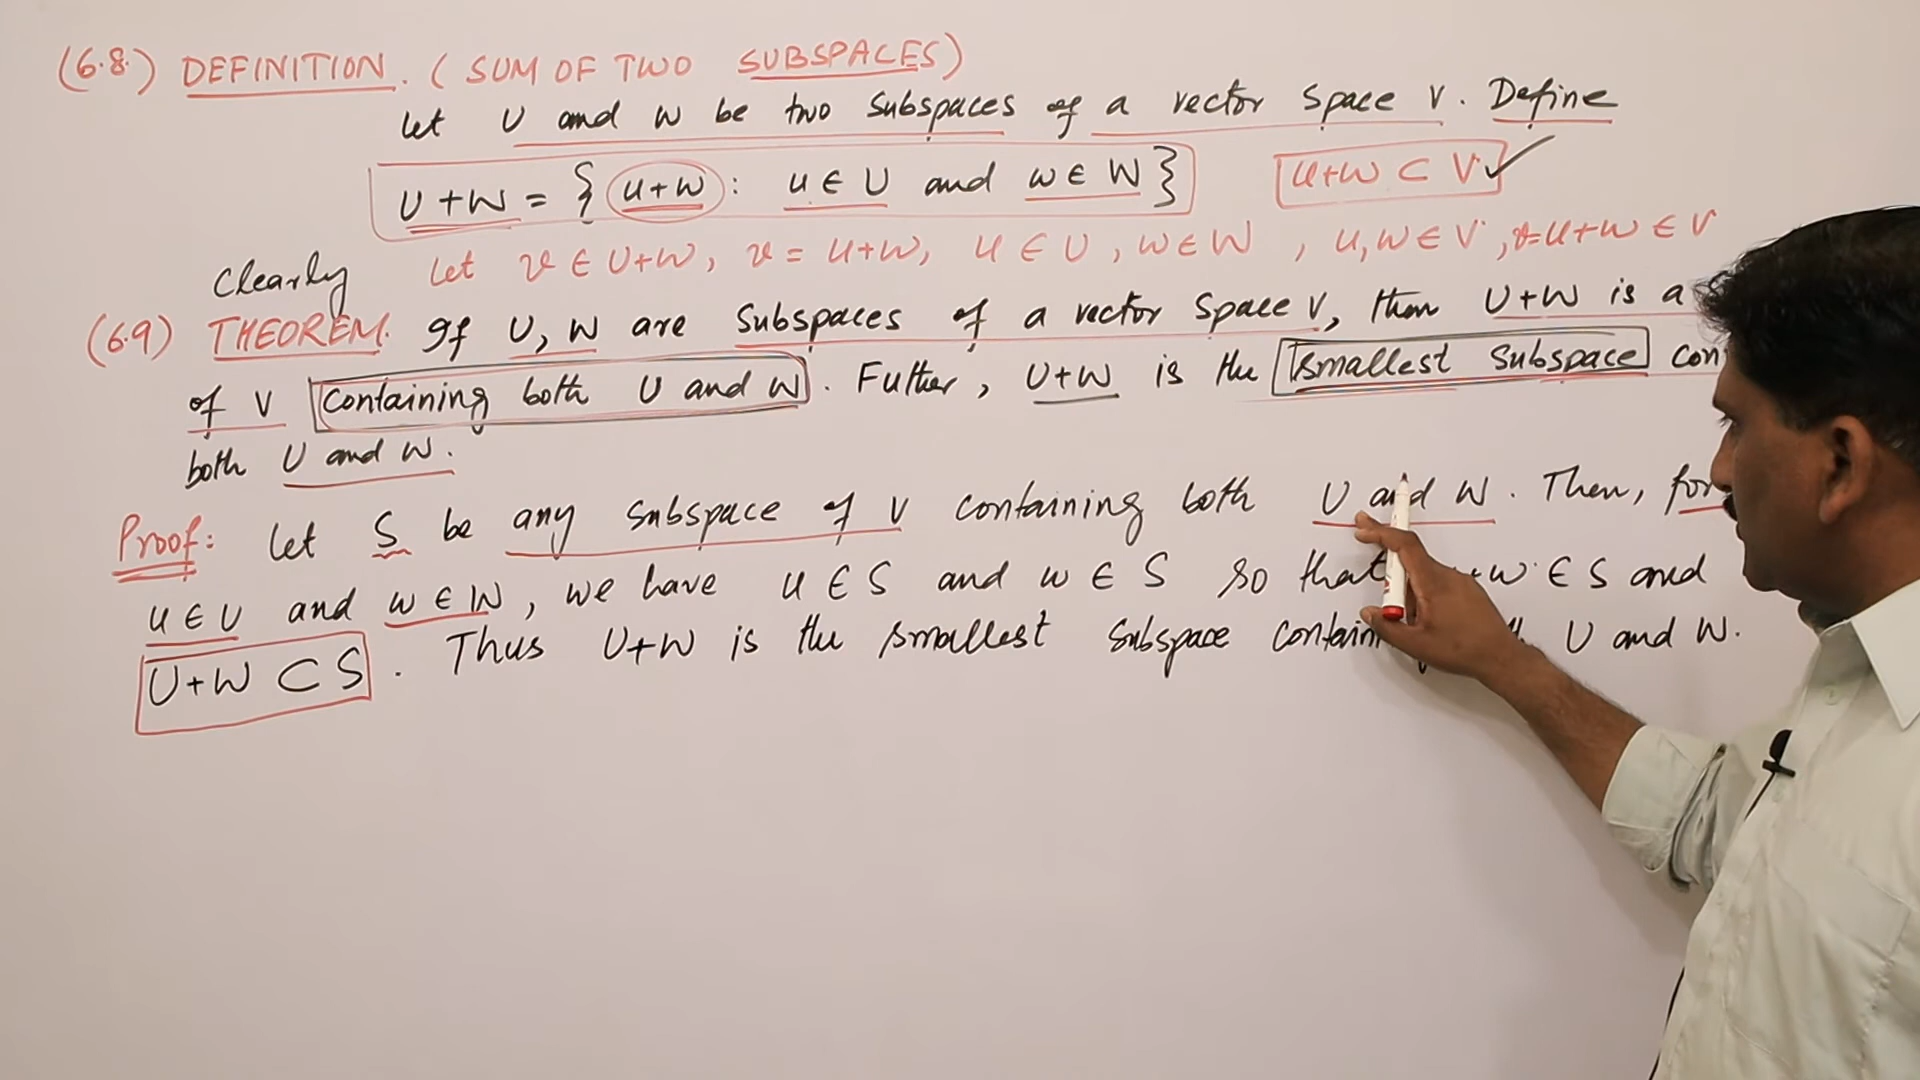 (6.8) DEFINITION. (SUM OF TWO SUBSPACES)
Let U and W be two subspaces of a vector space V. Define
U+W = { u+w : u ∈ U and w ∈ W } U+W ⊂ V ✓
Clearly Let v ∈ U+W, v = u+w, u ∈ U, w ∈ W, u,w ∈ V, v=u+w ∈ V
(6.9) THEOREM. If U, W are subspaces of a vector space V, then U+W is a
of V containing both U and W. Futher, U+W is the smallest subspace
both U and W.
Proof: Let S be any subspace of V containing both U and W. Then, for
u ∈ U and w ∈ W, we have u ∈ S and w ∈ S so that +w ∈ S and
U+W ⊂ S. Thus U+W is the smallest subspace U and W.